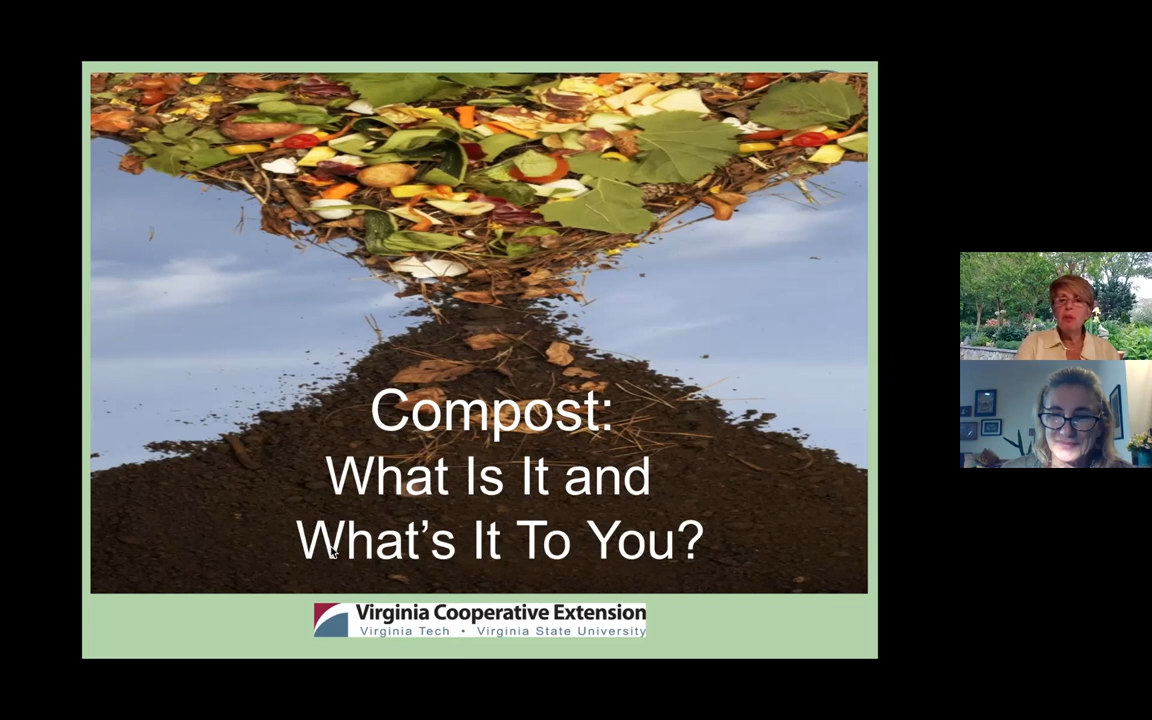 Compost:
What Is It and
What's It To You?
Virginia Cooperative Extension
Virginia Tech • Virginia State University